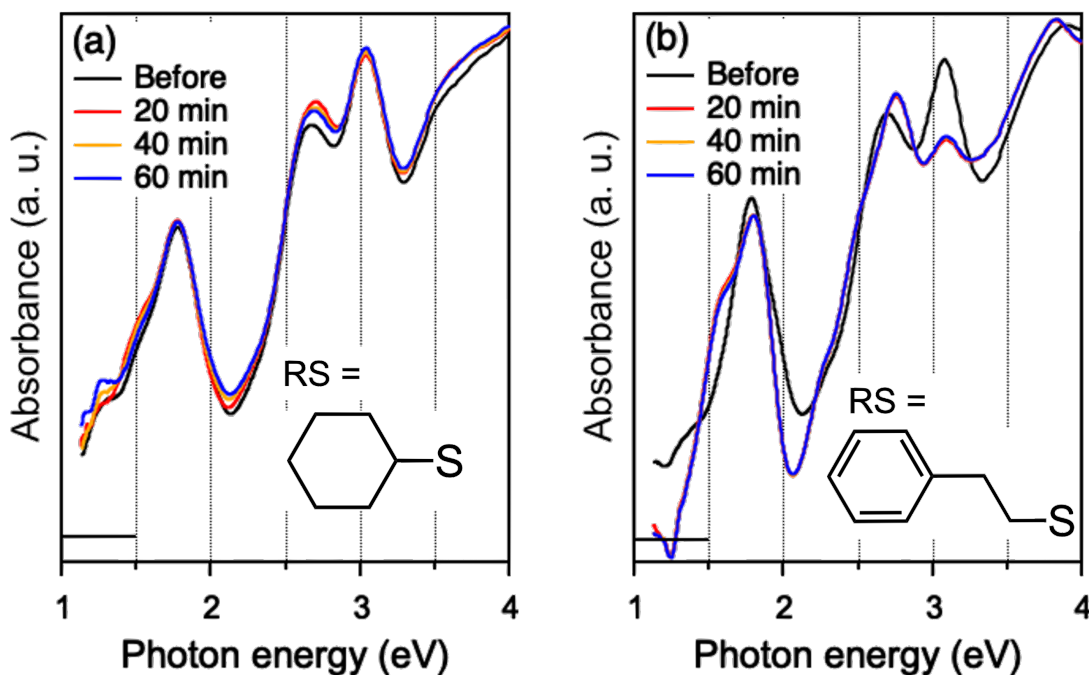 (a)
Before
20 min
40 min
60 min
RS =
S
Absorbance (a. u.)
1 2 3 4
Photon energy (eV)
(b)
Before
20 min
40 min
60 min
RS =
S
Absorbance (a. u.)
1 2 3 4
Photon energy (eV)